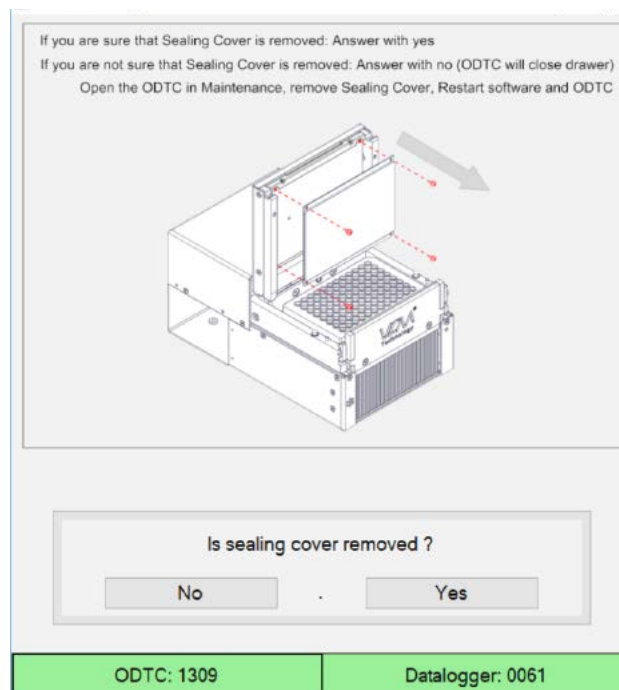 If you are sure that Sealing Cover is removed: Answer with yes
If you are not sure that Sealing Cover is removed: Answer with no (ODTC will close drawer)
Open the ODTC in Maintenance, remove Sealing Cover, Restart software and ODTC
Is sealing cover removed ?
No . Yes
ODTC: 1309 Datalogger: 0061